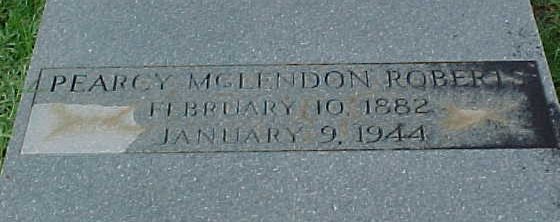 PEARCY MCLENDON ROBERTS
FEBRUARY 10, 1882
JANUARY 9, 1944